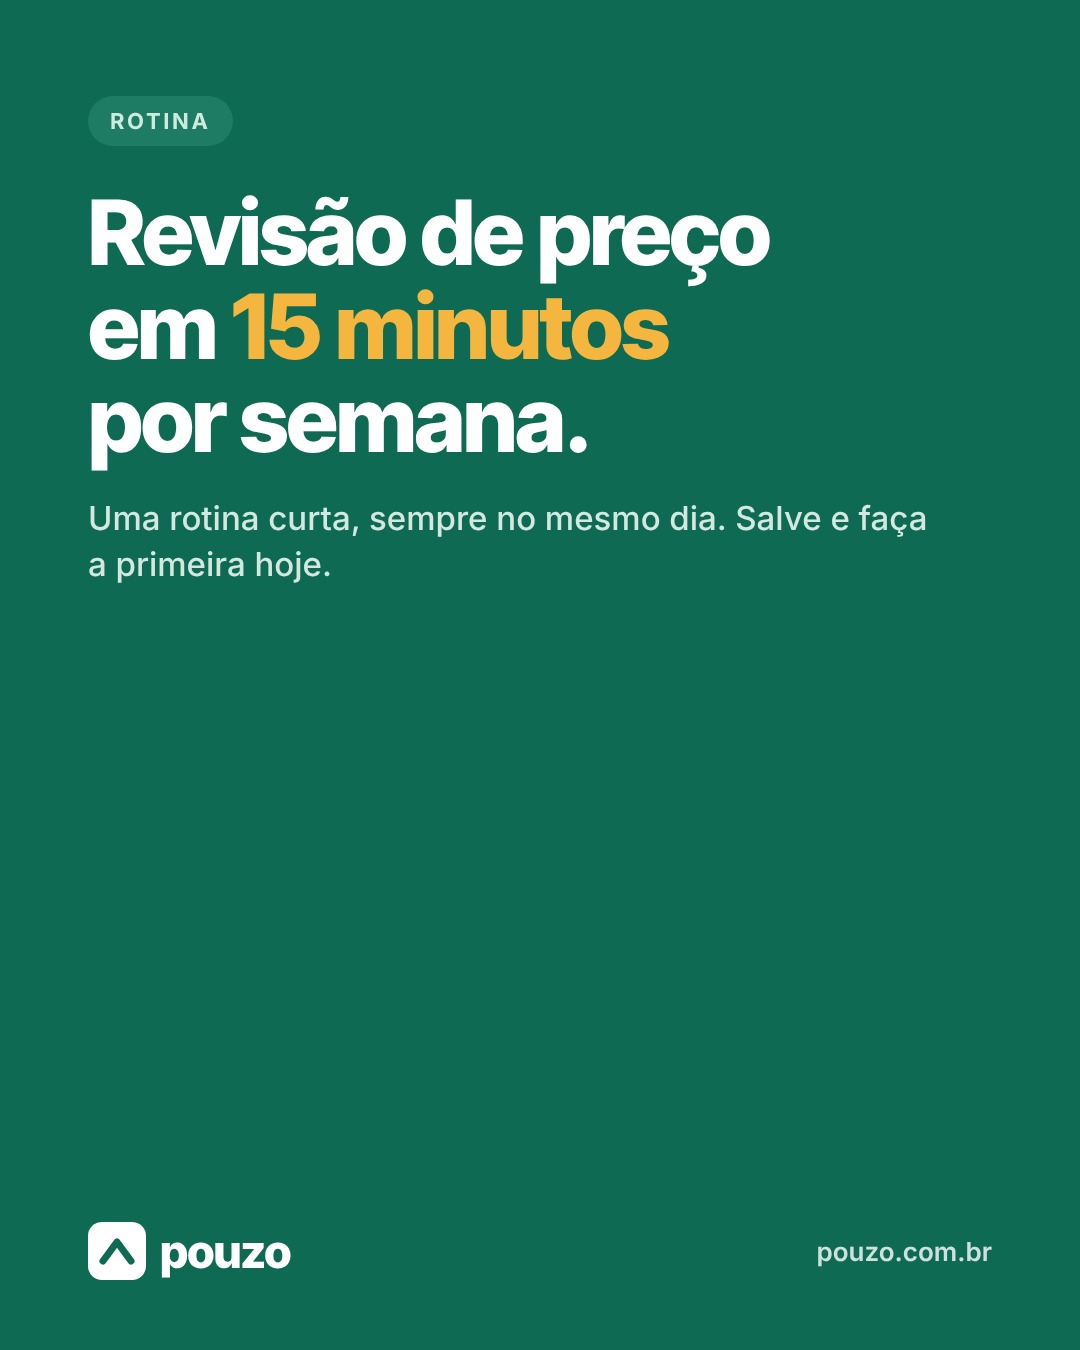 ROTINA
Revisão de preço
em 15 minutos
por semana.
Uma rotina curta, sempre no mesmo dia. Salve e faça
a primeira hoje.
pouzo
pouzo.com.br